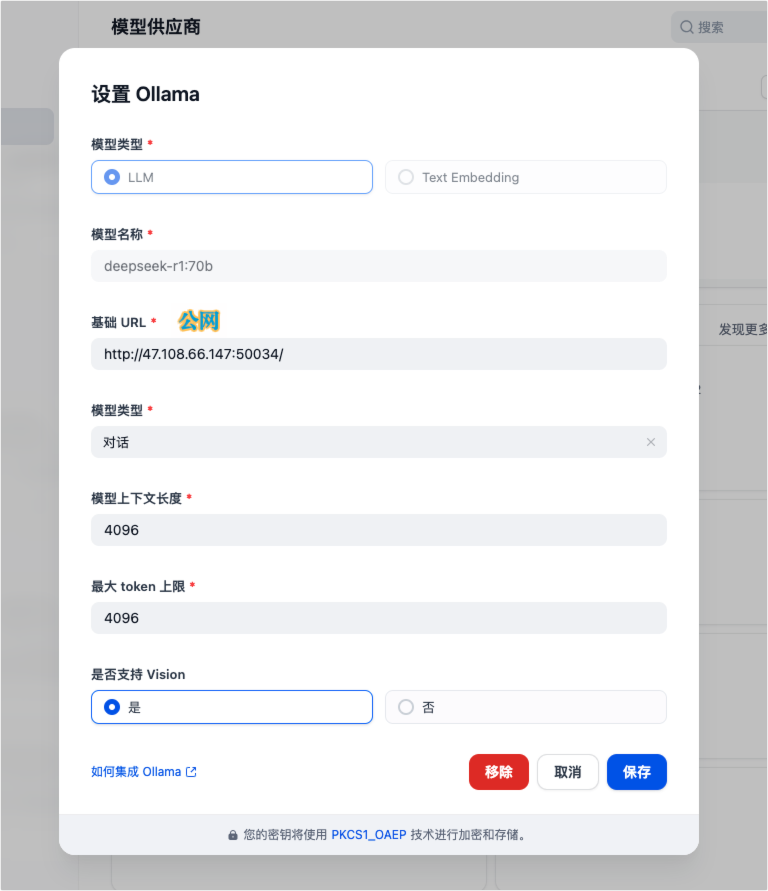 模型供应商
搜索
设置 Ollama
模型类型 *
LLM
Text Embedding
模型名称 *
deepseek-r1:70b
基础 URL * 公网
http://47.108.66.147:50034/
发现更多
模型类型 *
对话
模型上下文长度 *
4096
最大 token 上限 *
4096
是否支持 Vision
是
否
如何集成 Ollama
移除
取消
保存
您的密钥将使用 PKCS1_OAEP 技术进行加密和存储。